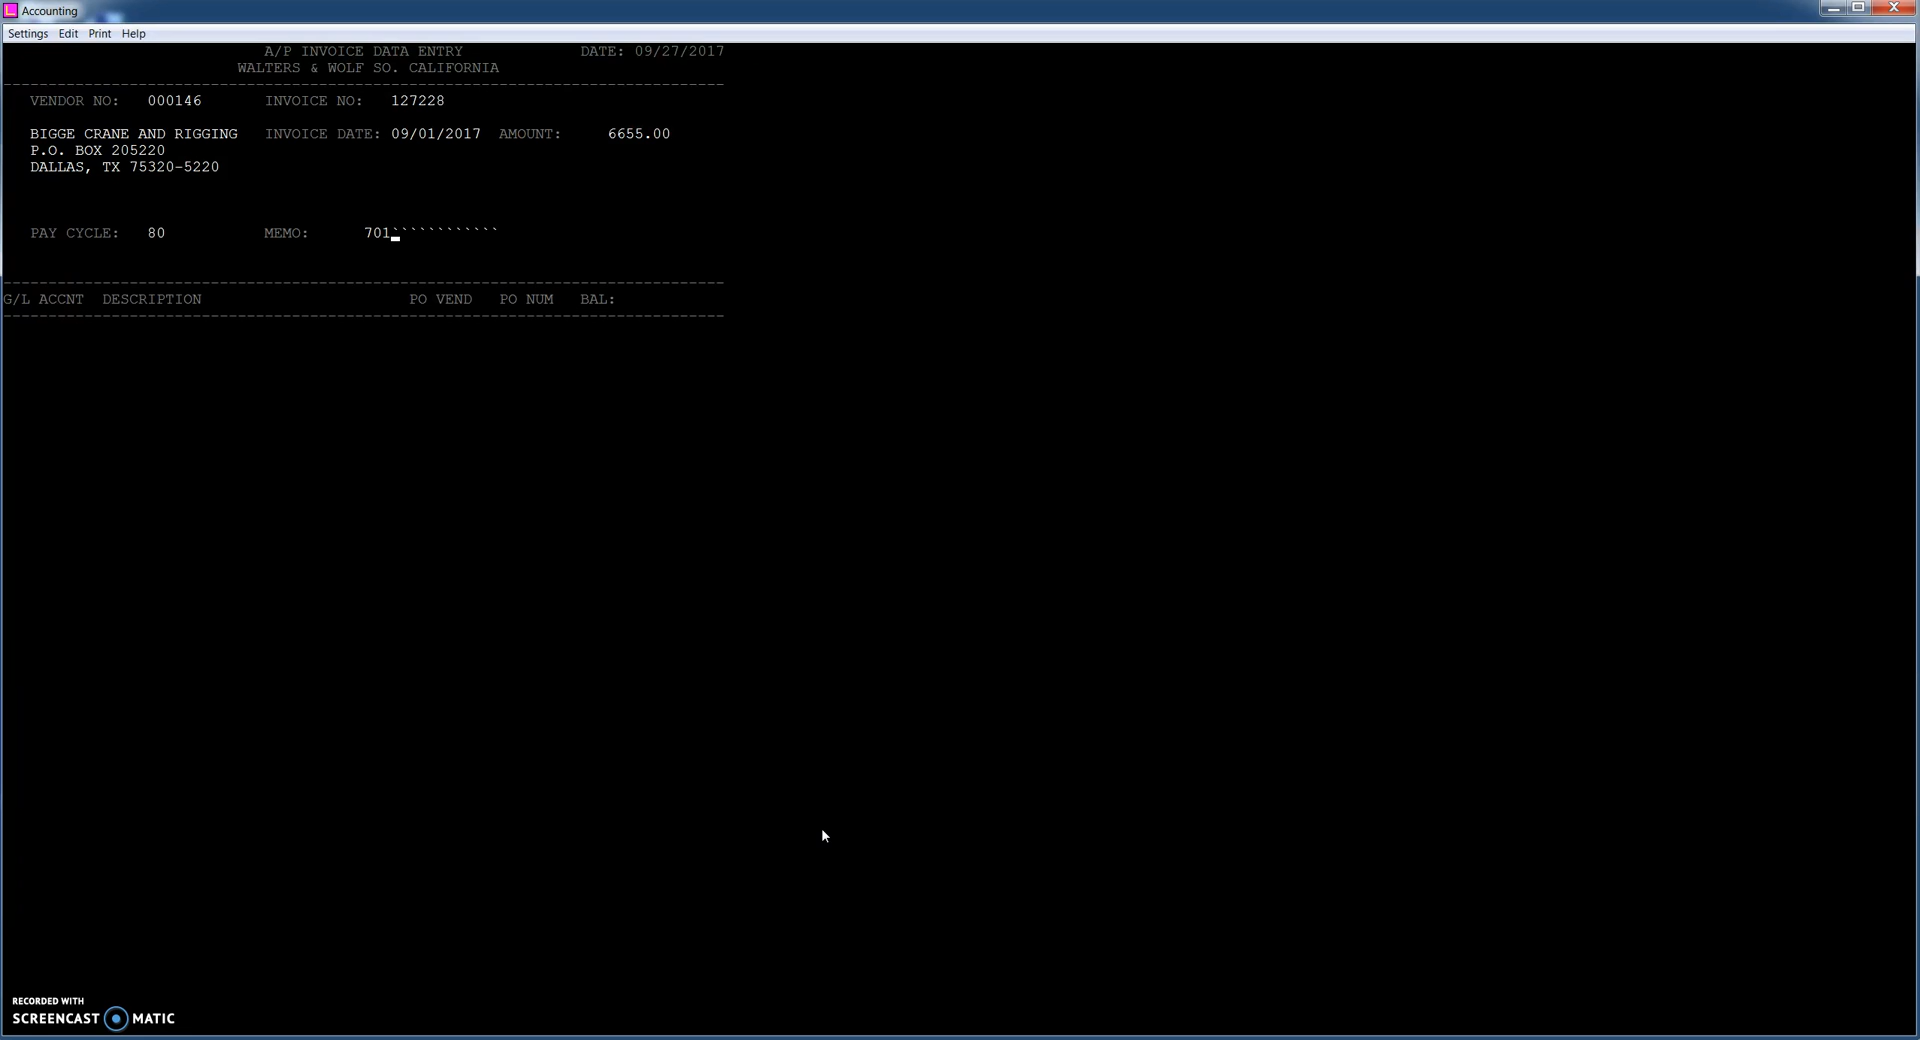 Accounting
Settings Edit Print Help
A/P INVOICE DATA ENTRY DATE: 09/27/2017
WALTERS & WOLF SO. CALIFORNIA
--------------------------------------------------------------------------------
VENDOR NO: 000146 INVOICE NO: 127228
BIGGE CRANE AND RIGGING INVOICE DATE: 09/01/2017 AMOUNT: 6655.00
P.O. BOX 205220
DALLAS, TX 75320-5220
PAY CYCLE: 80 MEMO: 701````````````
--------------------------------------------------------------------------------
G/L ACCNT DESCRIPTION PO VEND PO NUM BAL:
--------------------------------------------------------------------------------
RECORDED WITH
SCREENCAST MATIC